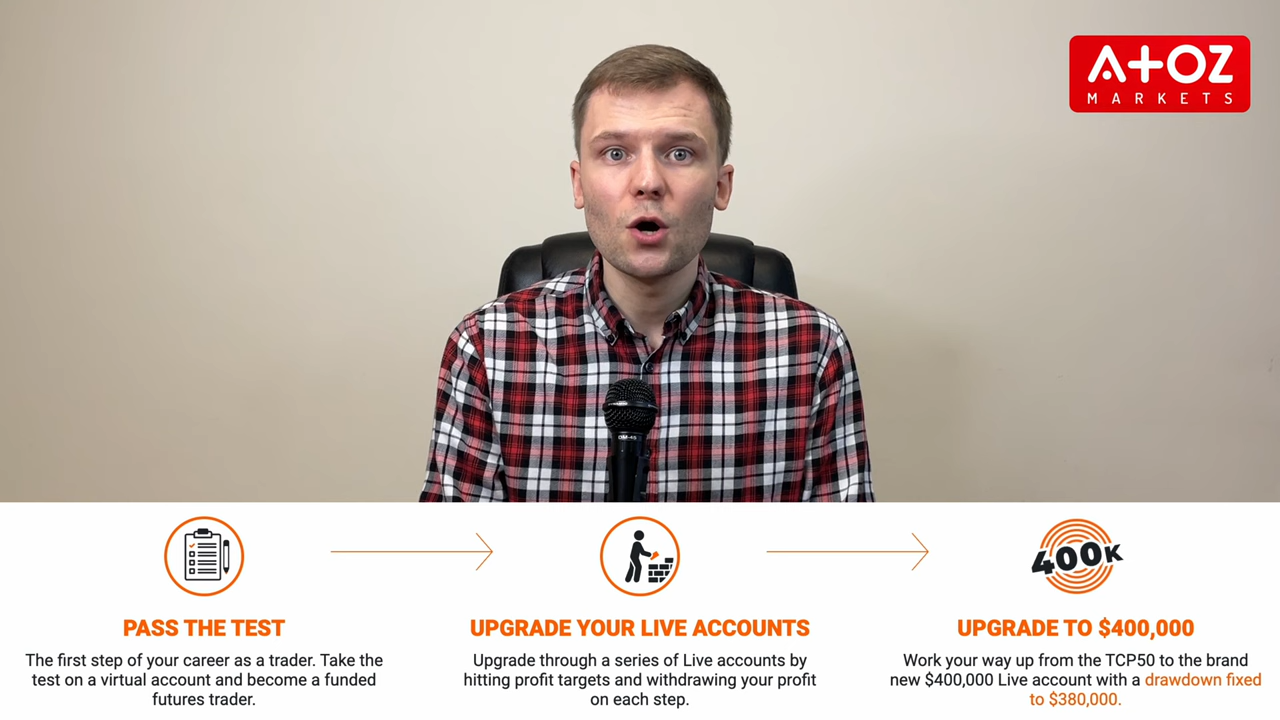 A+OZ
MARKETS
DM-45
400K
PASS THE TEST
The first step of your career as a trader. Take the
test on a virtual account and become a funded
futures trader.
UPGRADE YOUR LIVE ACCOUNTS
Upgrade through a series of Live accounts by
hitting profit targets and withdrawing your profit
on each step.
UPGRADE TO $400,000
Work your way up from the TCP50 to the brand
new $400,000 Live account with a drawdown fixed
to $380,000.